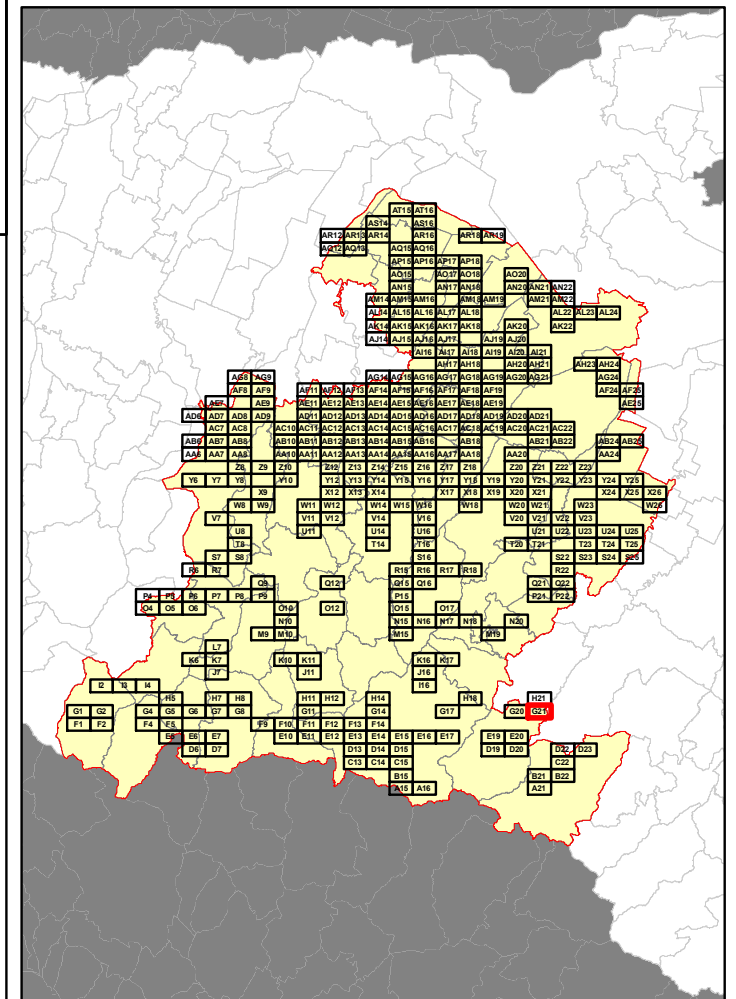 AT15 AT16
AS14 AS16
AR12 AR13 AR14 AR16 AR18 AR19
AQ12 AQ13 AQ15 AQ16
AP15 AP16 AP17 AP18
AO15 AO17 AO18 AO20
AN15 AN17 AN18 AN20 AN21 AN22
AM14 AM15 AM16 AM18 AM19 AM21 AM22
AL14 AL15 AL16 AL17 AL18 AL22 AL23 AL24
AK14 AK15 AK16 AK17 AK18 AK20 AK22
AJ14 AJ15 AJ16 AJ17 AJ19 AJ20
AI16 AI17 AI18 AI19 AI20 AI21
AH17 AH18 AH20 AH21 AH23 AH24
AG8 AG9 AG14 AG15 AG16 AG17 AG18 AG19 AG20 AG21 AG24
AF8 AF9 AF11 AF12 AF13 AF14 AF15 AF16 AF17 AF18 AF19 AF24 AF25
AE7 AE9 AE11 AE12 AE13 AE14 AE15 AE16 AE17 AE18 AE19 AE25
AD6 AD7 AD8 AD9 AD11 AD12 AD13 AD14 AD15 AD16 AD17 AD18 AD19 AD20 AD21
AC7 AC8 AC10 AC11 AC12 AC13 AC14 AC15 AC16 AC17 AC18 AC19 AC20 AC21 AC22
AB6 AB7 AB8 AB10 AB11 AB12 AB13 AB14 AB15 AB16 AB18 AB21 AB22 AB24 AB25
AA6 AA7 AA8 AA10 AA11 AA12 AA13 AA14 AA15 AA16 AA17 AA18 AA20 AA24
Z8 Z9 Z10 Z12 Z13 Z14 Z15 Z16 Z17 Z18 Z20 Z21 Z22 Z23
Y6 Y7 Y8 Y10 Y12 Y13 Y14 Y15 Y16 Y17 Y18 Y19 Y20 Y21 Y22 Y23 Y24 Y25
X9 X12 X13 X14 X17 X18 X19 X20 X21 X24 X25 X26
W8 W9 W11 W12 W14 W15 W16 W18 W20 W21 W23 W26
V7 V11 V12 V14 V16 V20 V21 V22 V23
U8 U11 U14 U16 U21 U22 U23 U24 U25
T8 T14 T16 T20 T21 T23 T24 T25
S7 S8 S16 S22 S23 S24 S25
R6 R7 R15 R16 R17 R18 R22
Q9 Q12 Q15 Q16 Q21 Q22
P4 P5 P6 P7 P8 P9 P15 P21 P22
O4 O5 O6 O10 O12 O15 O17
N10 N15 N16 N17 N18 N20
M9 M10 M15 M19
L7
K6 K7 K10 K11 K16 K17
J7 J11 J16
I2 I3 I4 I16
H5 H7 H8 H11 H12 H14 H18 H21
G1 G2 G4 G5 G6 G7 G8 G11 G14 G17 G20 G21
F1 F2 F4 F5 F9 F10 F11 F12 F13 F14
E5 E6 E7 E10 E11 E12 E13 E14 E15 E16 E17 E19 E20
D6 D7 D13 D14 D15 D19 D20 D22 D23
C13 C14 C15 C22
B15 B21 B22
A15 A16 A21